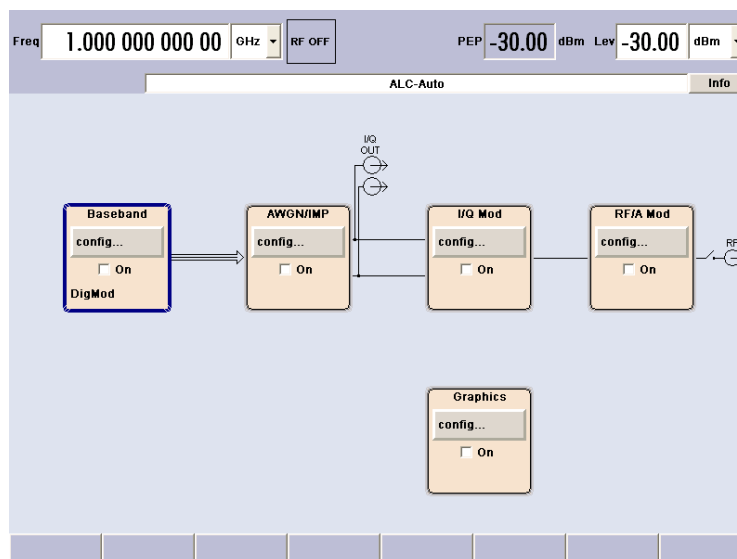 Freq 1.000 000 000 00 GHz RF OFF PEP -30.00 dBm Lev -30.00 dBm
ALC-Auto Info
I/Q
OUT
Baseband AWGN/IMP I/Q Mod RF/A Mod
config... config... config... config...
On On On On
RF
DigMod
Graphics
config...
On